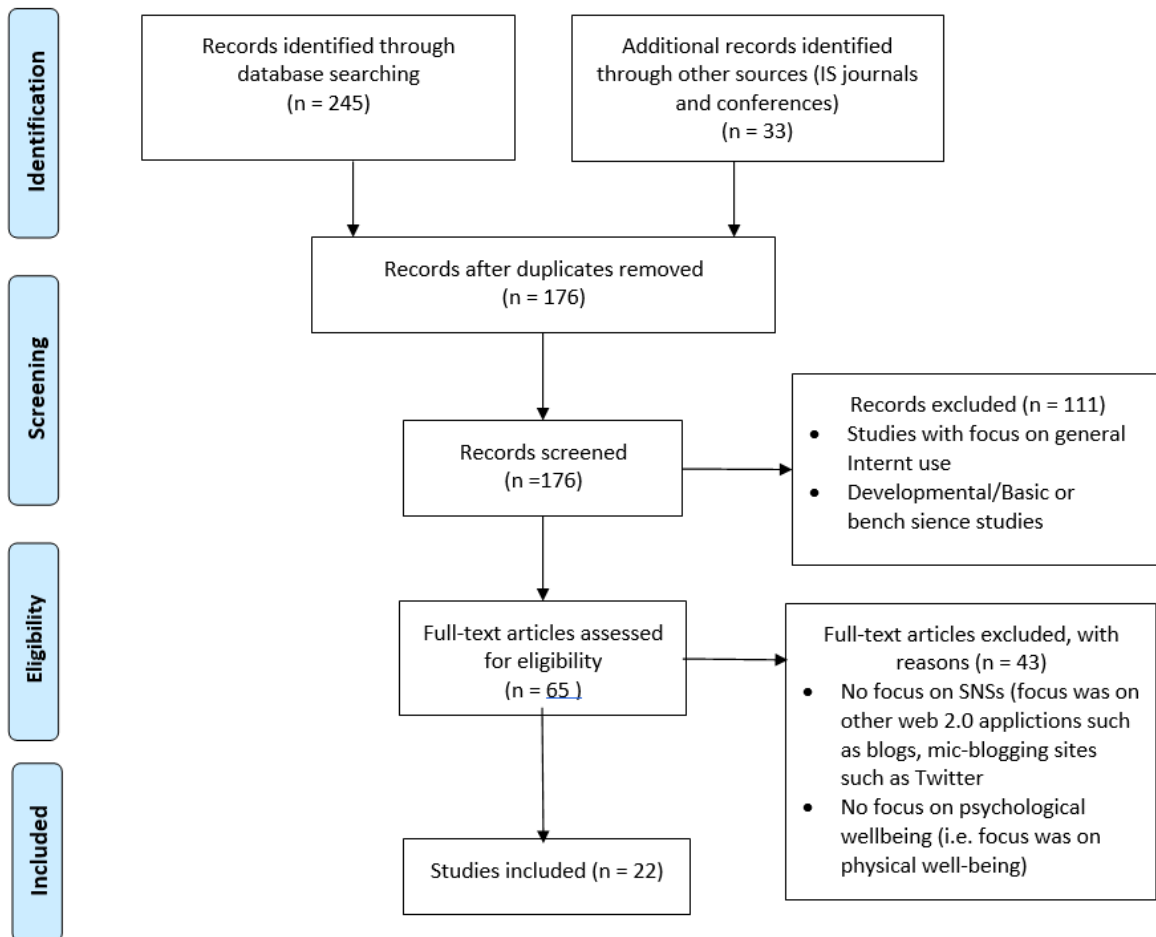 Identification
Records identified through
database searching
(n = 245)
Additional records identified
through other sources (IS journals
and conferences)
(n = 33)
Records after duplicates removed
(n = 176)
Screening
Records screened
(n =176)
Records excluded (n = 111)
• Studies with focus on general
Internt use
• Developmental/Basic or
bench sience studies
Eligibility
Full-text articles assessed
for eligibility
(n = 65 )
Full-text articles excluded, with
reasons (n = 43)
• No focus on SNSs (focus was on
other web 2.0 applictions such
as blogs, mic-blogging sites
such as Twitter
• No focus on psychological
wellbeing (i.e. focus was on
physical well-being)
Included
Studies included (n = 22)